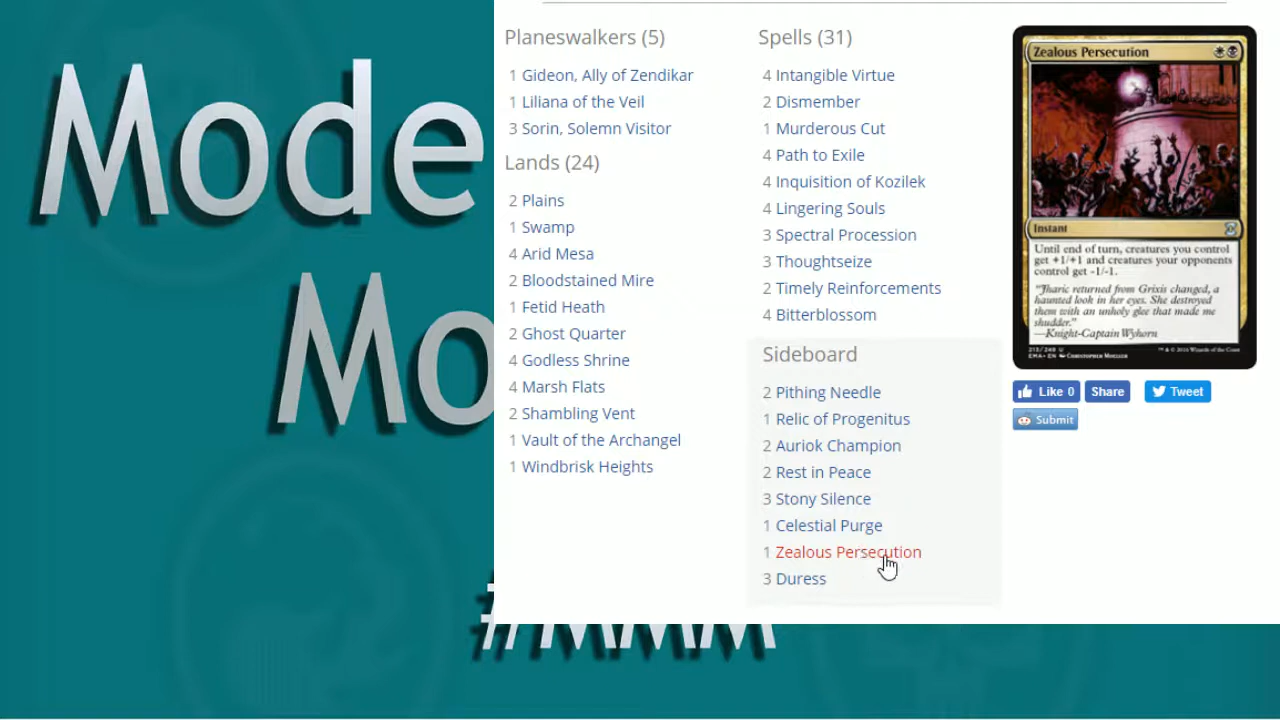 Mode
Mo
#MMM
Planeswalkers (5)
1 Gideon, Ally of Zendikar
1 Liliana of the Veil
3 Sorin, Solemn Visitor
Lands (24)
2 Plains
1 Swamp
4 Arid Mesa
2 Bloodstained Mire
1 Fetid Heath
2 Ghost Quarter
4 Godless Shrine
4 Marsh Flats
2 Shambling Vent
1 Vault of the Archangel
1 Windbrisk Heights
Spells (31)
4 Intangible Virtue
2 Dismember
1 Murderous Cut
4 Path to Exile
4 Inquisition of Kozilek
4 Lingering Souls
3 Spectral Procession
3 Thoughtseize
2 Timely Reinforcements
4 Bitterblossom
Sideboard
2 Pithing Needle
1 Relic of Progenitus
2 Auriok Champion
2 Rest in Peace
3 Stony Silence
1 Celestial Purge
1 Zealous Persecution
3 Duress
Zealous Persecution
Instant
Until end of turn, creatures you control
get +1/+1 and creatures your opponents
control get -1/-1.
"Jharic returned from Grixis changed, a
haunted look in her eyes. She destroyed
them with an unholy glee that made me
shudder."
—Knight-Captain Wyhorn
EMA • EN Christopher Moeller
Like 0
Share
Tweet
Submit